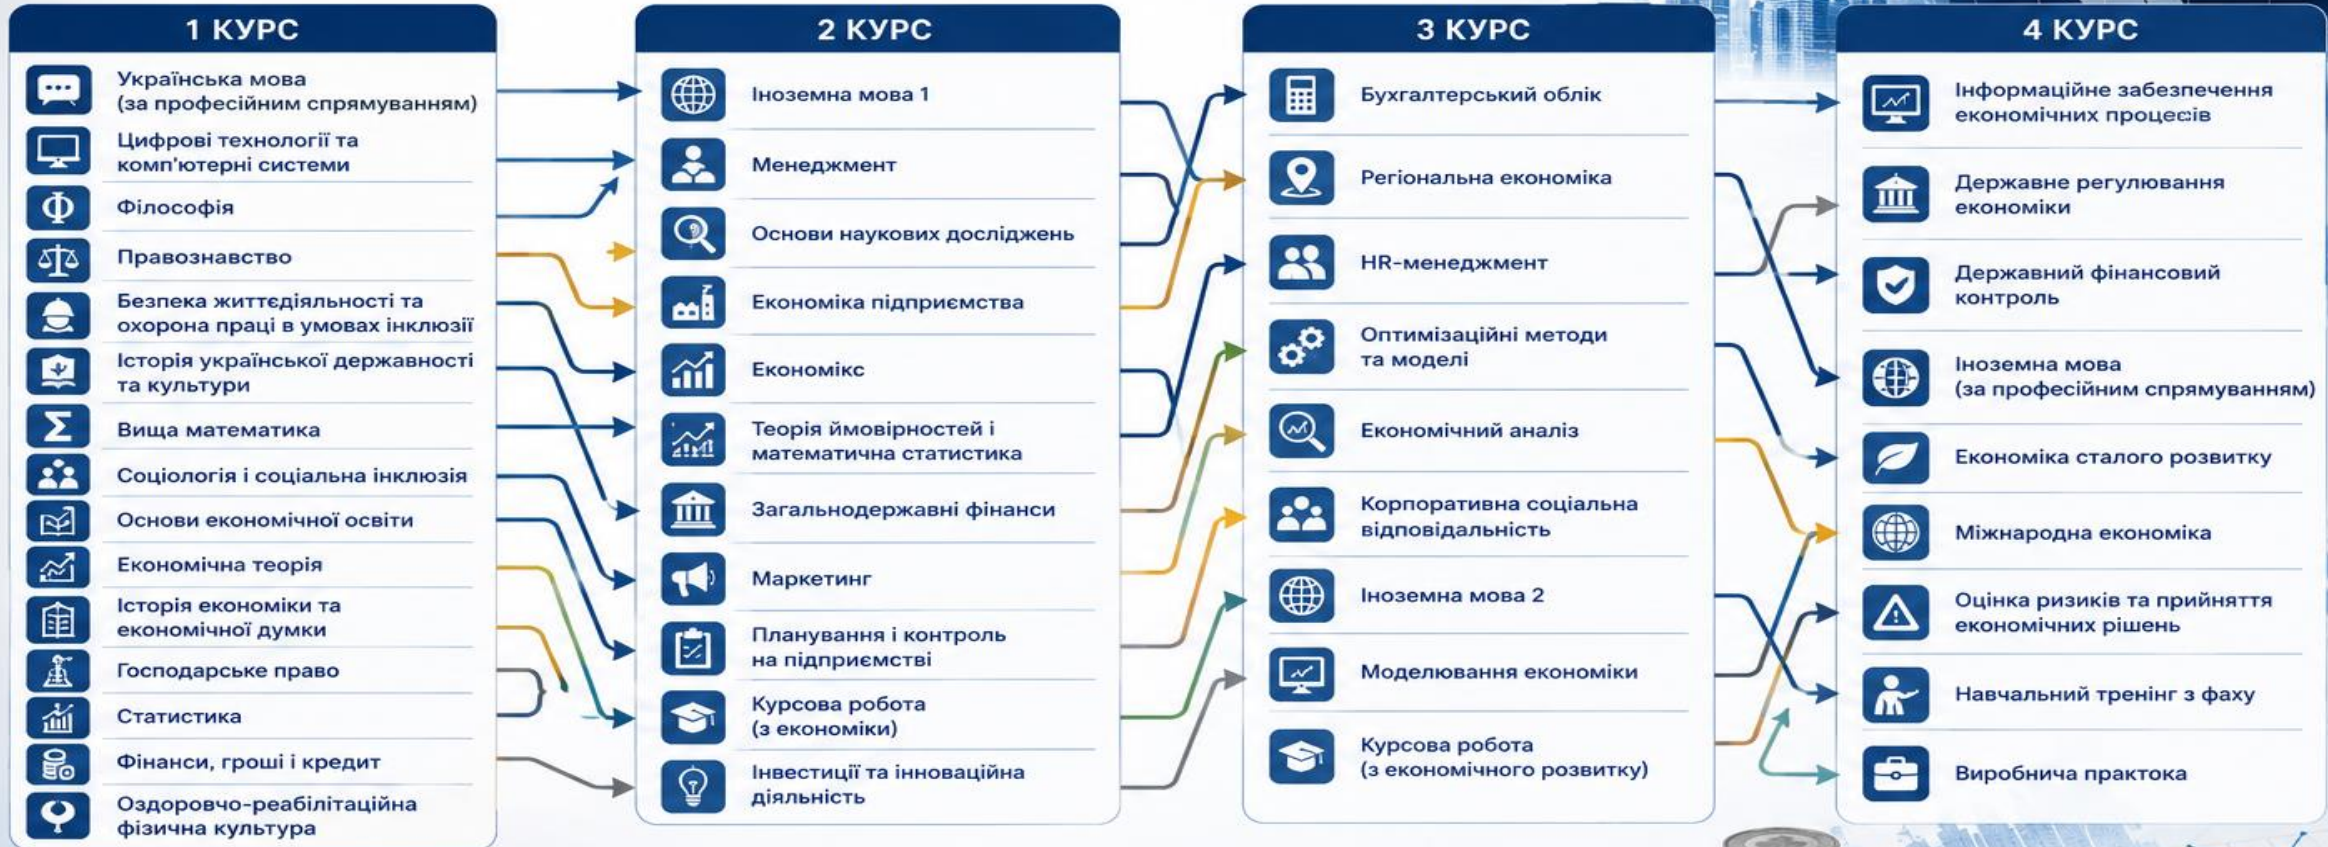 1 КУРС
Українська мова
(за професійним спрямуванням)
Цифрові технології та
комп'ютерні системи
Філософія
Правознавство
Безпека життєдіяльності та
охорона праці в умовах інклюзії
Історія української державності
та культури
Вища математика
Соціологія і соціальна інклюзія
Основи економічної освіти
Економічна теорія
Історія економіки та
економічної думки
Господарське право
Статистика
Фінанси, гроші і кредит
Оздоровчо-реабілітаційна
фізична культура
2 КУРС
Іноземна мова 1
Менеджмент
Основи наукових досліджень
Економіка підприємства
Економікс
Теорія ймовірностей і
математична статистика
Загальнодержавні фінанси
Маркетинг
Планування і контроль
на підприємстві
Курсова робота
(з економіки)
Інвестиції та інноваційна
діяльність
3 КУРС
Бухгалтерський облік
Регіональна економіка
HR-менеджмент
Оптимізаційні методи
та моделі
Економічний аналіз
Корпоративна соціальна
відповідальність
Іноземна мова 2
Моделювання економіки
Курсова робота
(з економічного розвитку)
4 КУРС
Інформаційне забезпечення
економічних процесів
Державне регулювання
економіки
Державний фінансовий
контроль
Іноземна мова
(за професійним спрямуванням)
Економіка сталого розвитку
Міжнародна економіка
Оцінка ризиків та прийняття
економічних рішень
Навчальний тренінг з фаху
Виробнича практока